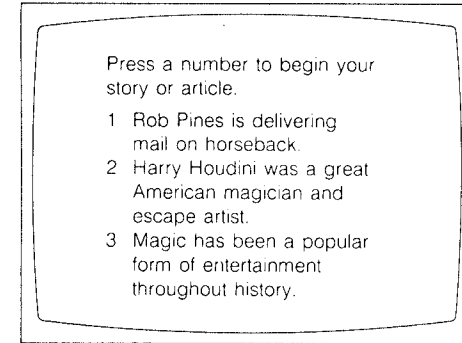 Press a number to begin your
story or article.
1 Rob Pines is delivering
mail on horseback.
2 Harry Houdini was a great
American magician and
escape artist.
3 Magic has been a popular
form of entertainment
throughout history.